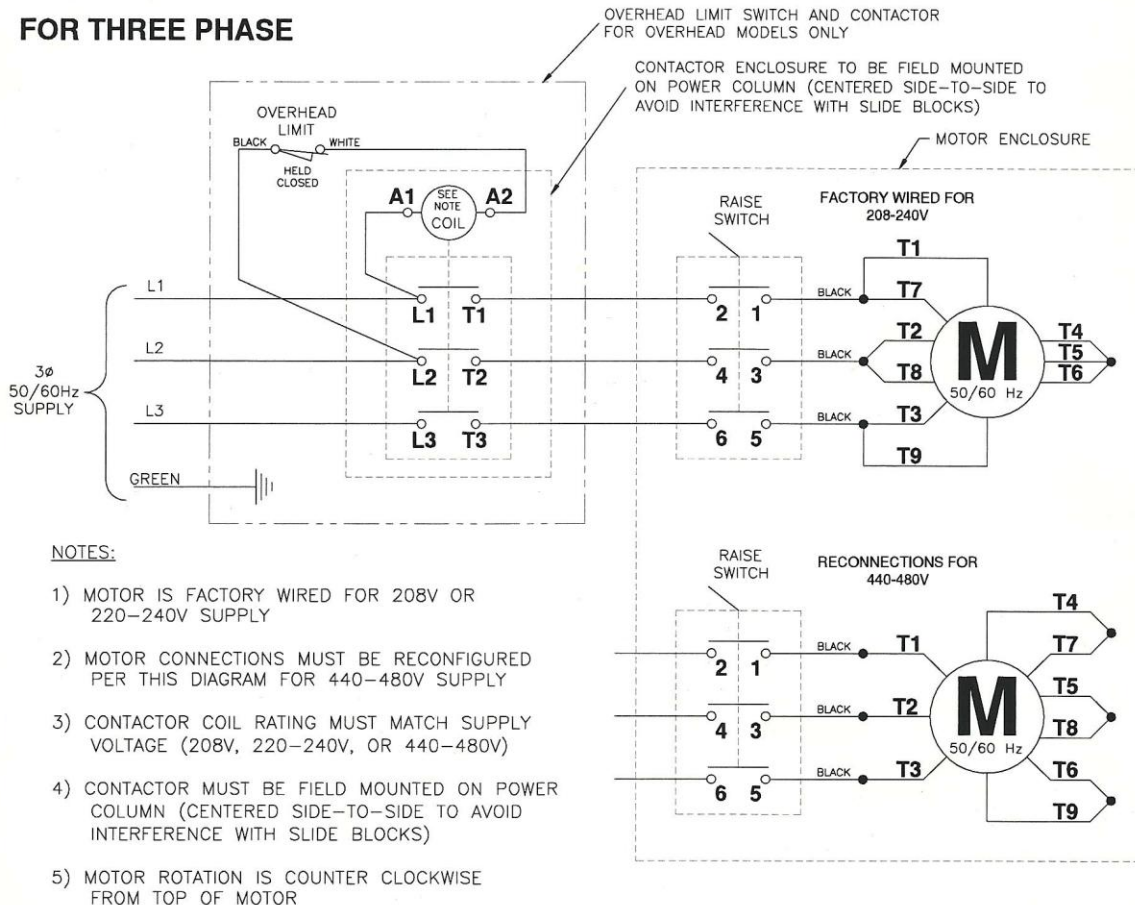 FOR THREE PHASE
OVERHEAD LIMIT SWITCH AND CONTACTOR
FOR OVERHEAD MODELS ONLY
CONTACTOR ENCLOSURE TO BE FIELD MOUNTED
ON POWER COLUMN (CENTERED SIDE-TO-SIDE TO
AVOID INTERFERENCE WITH SLIDE BLOCKS)
MOTOR ENCLOSURE
OVERHEAD
LIMIT
BLACK
WHITE
HELD
CLOSED
A1
SEE
NOTE
COIL
A2
RAISE
SWITCH
FACTORY WIRED FOR
208-240V
T1
L1
L1 T1
2 1
BLACK
T7
L2
L2 T2
4 3
BLACK
T2
T8
M
50/60 Hz
T4
T5
T6
3ø
50/60Hz
SUPPLY
L3
L3 T3
6 5
BLACK
T3
T9
GREEN
NOTES:
1) MOTOR IS FACTORY WIRED FOR 208V OR
220-240V SUPPLY
2) MOTOR CONNECTIONS MUST BE RECONFIGURED
PER THIS DIAGRAM FOR 440-480V SUPPLY
3) CONTACTOR COIL RATING MUST MATCH SUPPLY
VOLTAGE (208V, 220-240V, OR 440-480V)
4) CONTACTOR MUST BE FIELD MOUNTED ON POWER
COLUMN (CENTERED SIDE-TO-SIDE TO AVOID
INTERFERENCE WITH SLIDE BLOCKS)
5) MOTOR ROTATION IS COUNTER CLOCKWISE
FROM TOP OF MOTOR
RAISE
SWITCH
RECONNECTIONS FOR
440-480V
2 1
BLACK
T1
4 3
BLACK
T2
6 5
BLACK
T3
M
50/60 Hz
T4
T7
T5
T8
T6
T9